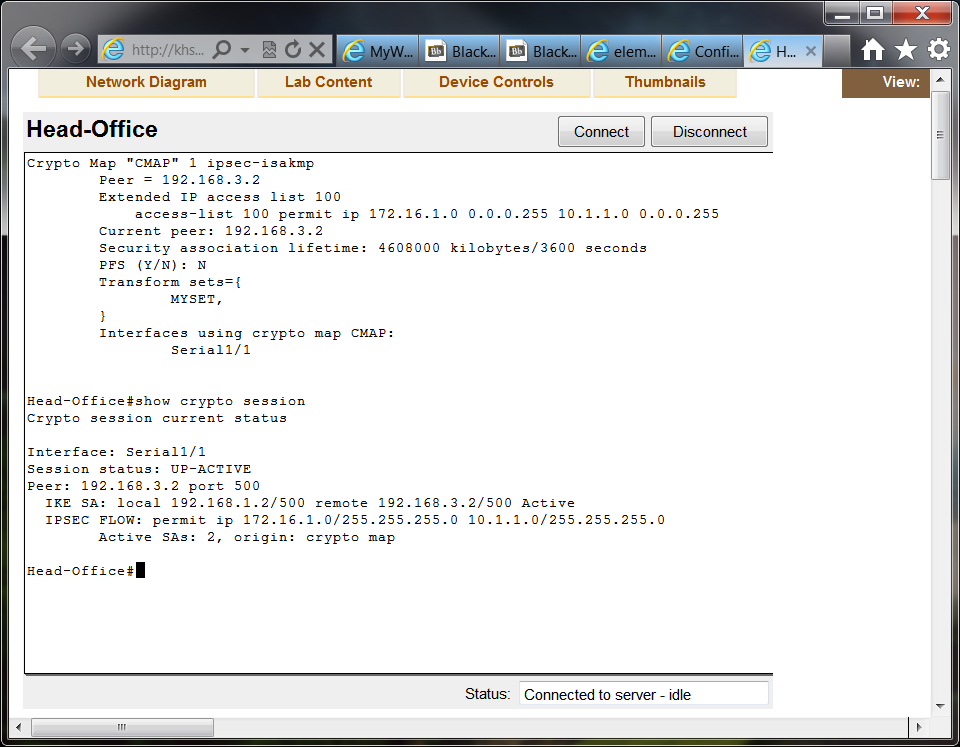 http://khs... MyW... Black... Black... elem... Confi... H...
Network Diagram Lab Content Device Controls Thumbnails View:
Head-Office Connect Disconnect
Crypto Map "CMAP" 1 ipsec-isakmp
Peer = 192.168.3.2
Extended IP access list 100
access-list 100 permit ip 172.16.1.0 0.0.0.255 10.1.1.0 0.0.0.255
Current peer: 192.168.3.2
Security association lifetime: 4608000 kilobytes/3600 seconds
PFS (Y/N): N
Transform sets={
MYSET,
}
Interfaces using crypto map CMAP:
Serial1/1
Head-Office#show crypto session
Crypto session current status
Interface: Serial1/1
Session status: UP-ACTIVE
Peer: 192.168.3.2 port 500
IKE SA: local 192.168.1.2/500 remote 192.168.3.2/500 Active
IPSEC FLOW: permit ip 172.16.1.0/255.255.255.0 10.1.1.0/255.255.255.0
Active SAs: 2, origin: crypto map
Head-Office#
Status: Connected to server - idle